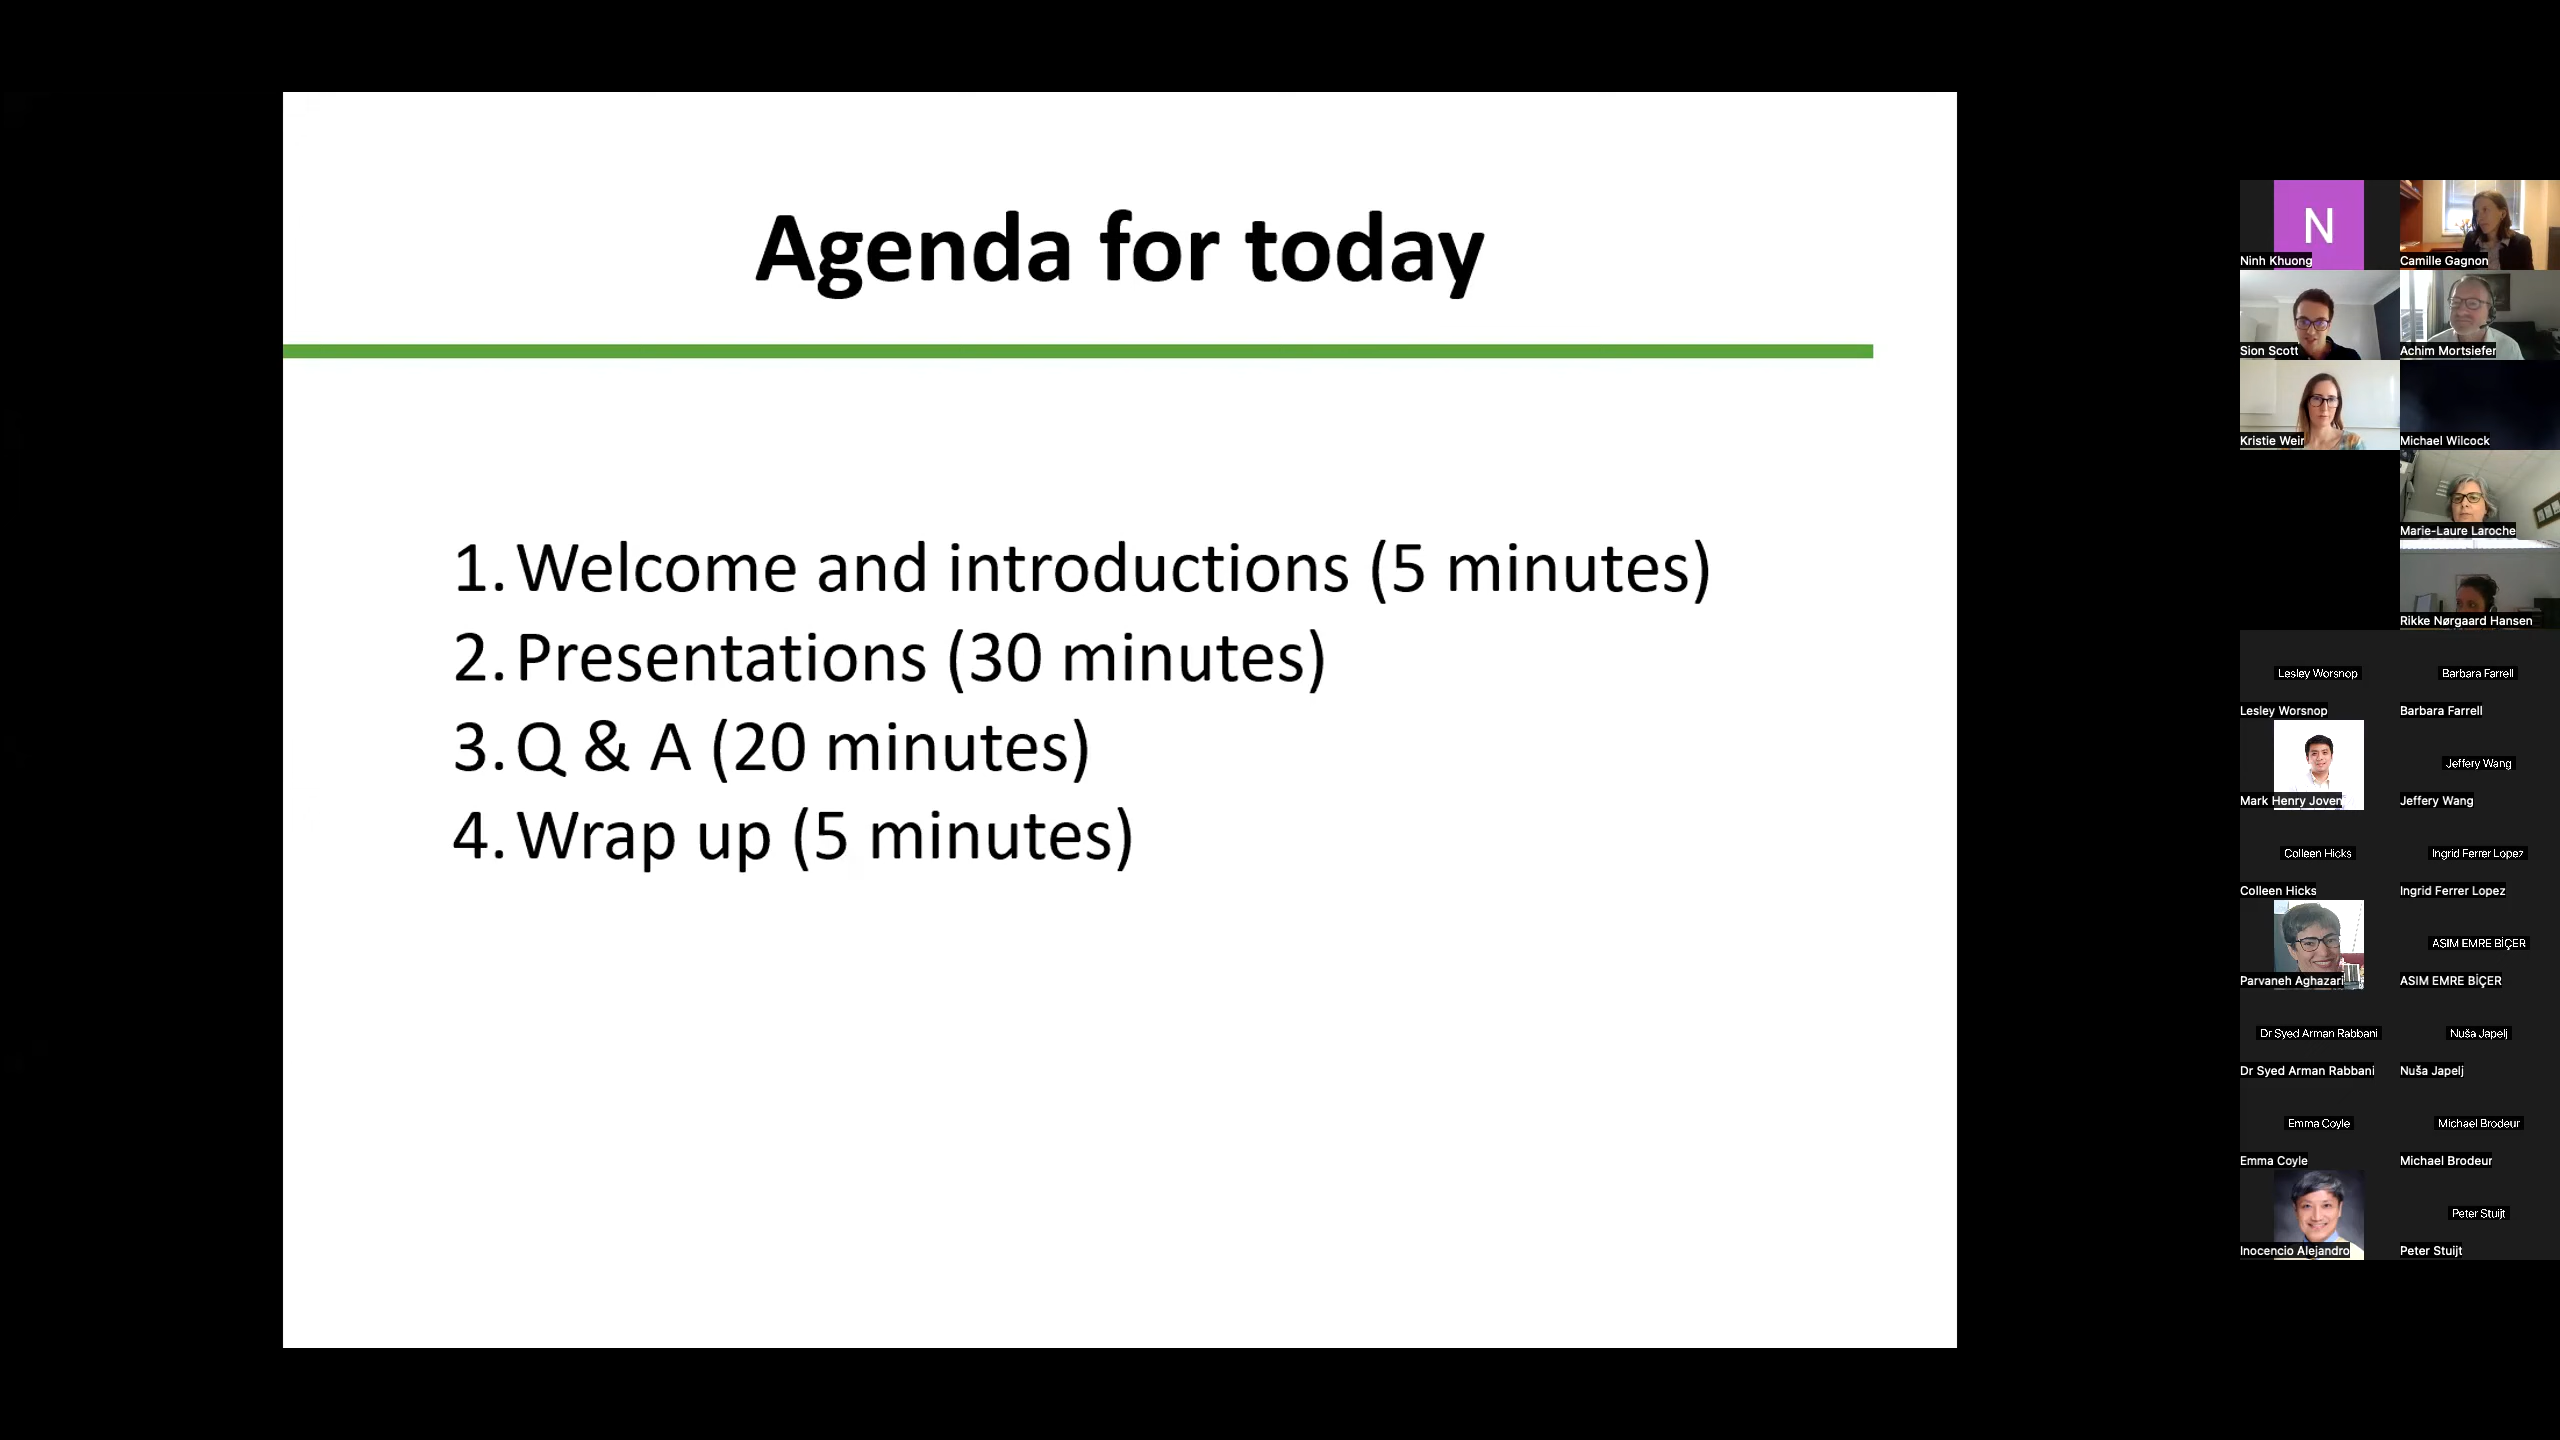 Agenda for today
1. Welcome and introductions (5 minutes)
2. Presentations (30 minutes)
3. Q & A (20 minutes)
4. Wrap up (5 minutes)
N
Ninh Khuong
Camille Gagnon
Sion Scott
Achim Mortsiefer
Kristie Weir
Michael Wilcock
Marie-Laure Laroche
Rikke Nørgaard Hansen
Lesley Worsnop
Barbara Farrell
Lesley Worsnop
Barbara Farrell
Jeffery Wang
Mark Henry Joven
Jeffery Wang
Colleen Hicks
Ingrid Ferrer Lopez
Colleen Hicks
Ingrid Ferrer Lopez
ASIM EMRE BİÇER
Parvaneh Aghazari
ASIM EMRE BİÇER
Dr Syed Arman Rabbani
Nuša Japelj
Dr Syed Arman Rabbani
Nuša Japelj
Emma Coyle
Michael Brodeur
Emma Coyle
Michael Brodeur
Peter Stuijt
Inocencio Alejandro
Peter Stuijt